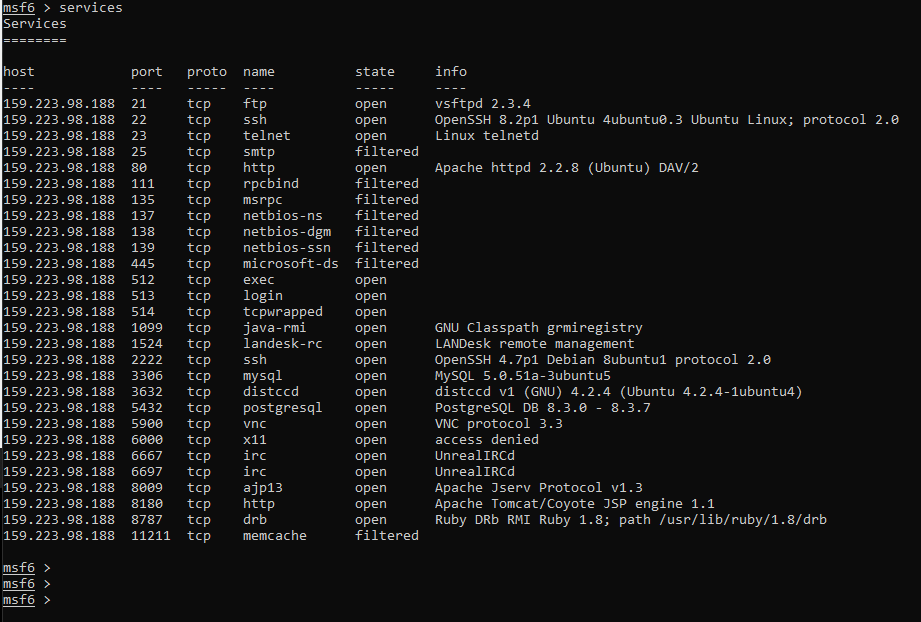 msf6 > services
Services
========
host port proto name state info
---- ---- ----- ---- ----- ----
159.223.98.188 21 tcp ftp open vsftpd 2.3.4
159.223.98.188 22 tcp ssh open OpenSSH 8.2p1 Ubuntu 4ubuntu0.3 Ubuntu Linux; protocol 2.0
159.223.98.188 23 tcp telnet open Linux telnetd
159.223.98.188 25 tcp smtp filtered
159.223.98.188 80 tcp http open Apache httpd 2.2.8 (Ubuntu) DAV/2
159.223.98.188 111 tcp rpcbind filtered
159.223.98.188 135 tcp msrpc filtered
159.223.98.188 137 tcp netbios-ns filtered
159.223.98.188 138 tcp netbios-dgm filtered
159.223.98.188 139 tcp netbios-ssn filtered
159.223.98.188 445 tcp microsoft-ds filtered
159.223.98.188 512 tcp exec open
159.223.98.188 513 tcp login open
159.223.98.188 514 tcp tcpwrapped open
159.223.98.188 1099 tcp java-rmi open GNU Classpath grmiregistry
159.223.98.188 1524 tcp landesk-rc open LANDesk remote management
159.223.98.188 2222 tcp ssh open OpenSSH 4.7p1 Debian 8ubuntu1 protocol 2.0
159.223.98.188 3306 tcp mysql open MySQL 5.0.51a-3ubuntu5
159.223.98.188 3632 tcp distccd open distccd v1 (GNU) 4.2.4 (Ubuntu 4.2.4-1ubuntu4)
159.223.98.188 5432 tcp postgresql open PostgreSQL DB 8.3.0 - 8.3.7
159.223.98.188 5900 tcp vnc open VNC protocol 3.3
159.223.98.188 6000 tcp x11 open access denied
159.223.98.188 6667 tcp irc open UnrealIRCd
159.223.98.188 6697 tcp irc open UnrealIRCd
159.223.98.188 8009 tcp ajp13 open Apache Jserv Protocol v1.3
159.223.98.188 8180 tcp http open Apache Tomcat/Coyote JSP engine 1.1
159.223.98.188 8787 tcp drb open Ruby DRb RMI Ruby 1.8; path /usr/lib/ruby/1.8/drb
159.223.98.188 11211 tcp memcache filtered
msf6 >
msf6 >
msf6 >